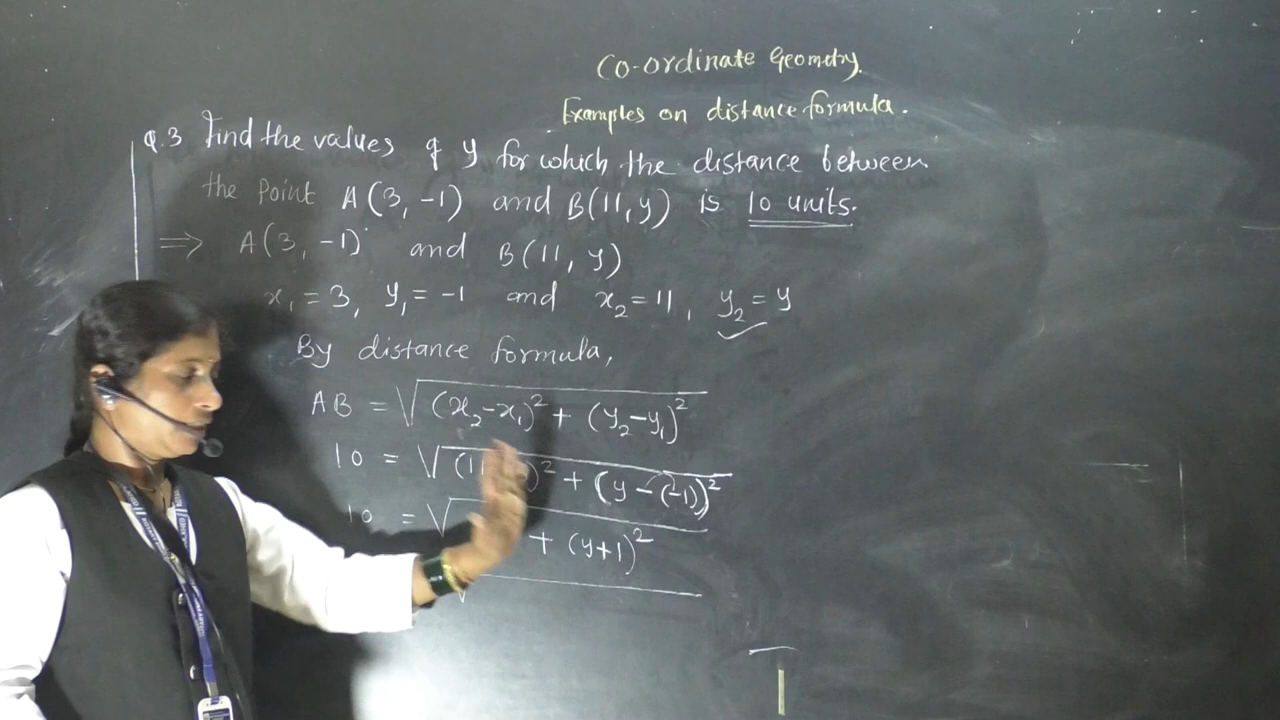 Co-ordinate Geometry.
Examples on distance formula.
Q.3 Find the values of y for which the distance between
the point A(3, -1) and B(11, y) is 10 units.
⇒ A(3, -1) and B(11, y)
x₁ = 3, y₁ = -1 and x₂ = 11, y₂ = y
By distance formula,
AB = √(x₂-x₁)² + (y₂-y₁)²
10 = √(11 )² + (y-(-1))²
10 = √ + (y+1)²